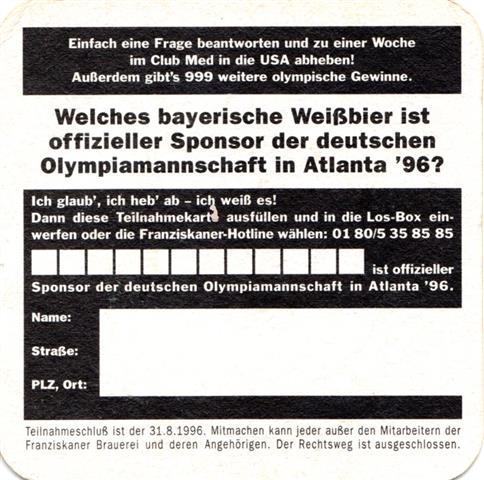 Einfach eine Frage beantworten und zu einer Woche
im Club Med in die USA abheben!
Außerdem gibt's 999 weitere olympische Gewinne.
Welches bayerische Weißbier ist
offizieller Sponsor der deutschen
Olympiamannschaft in Atlanta '96?
Ich glaub', ich heb' ab – ich weiß es!
Dann diese Teilnahmekarte ausfüllen und in die Los-Box ein-
werfen oder die Franziskaner-Hotline wählen: 01 80/5 35 85 85
ist offizieller
Sponsor der deutschen Olympiamannschaft in Atlanta '96.
Name:
Straße:
PLZ, Ort:
Teilnahmeschluß ist der 31.8.1996. Mitmachen kann jeder außer den Mitarbeitern der
Franziskaner Brauerei und deren Angehörigen. Der Rechtsweg ist ausgeschlossen.